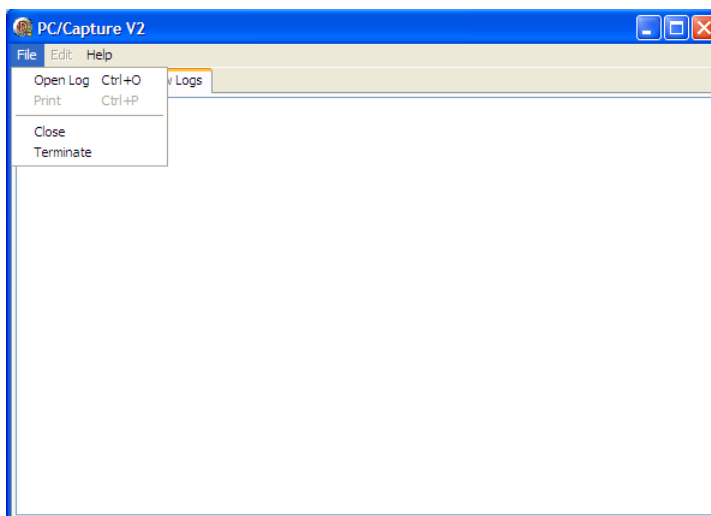 PC/Capture V2
File Edit Help
Open Log Ctrl+O
Logs
Print Ctrl+P
Close
Terminate